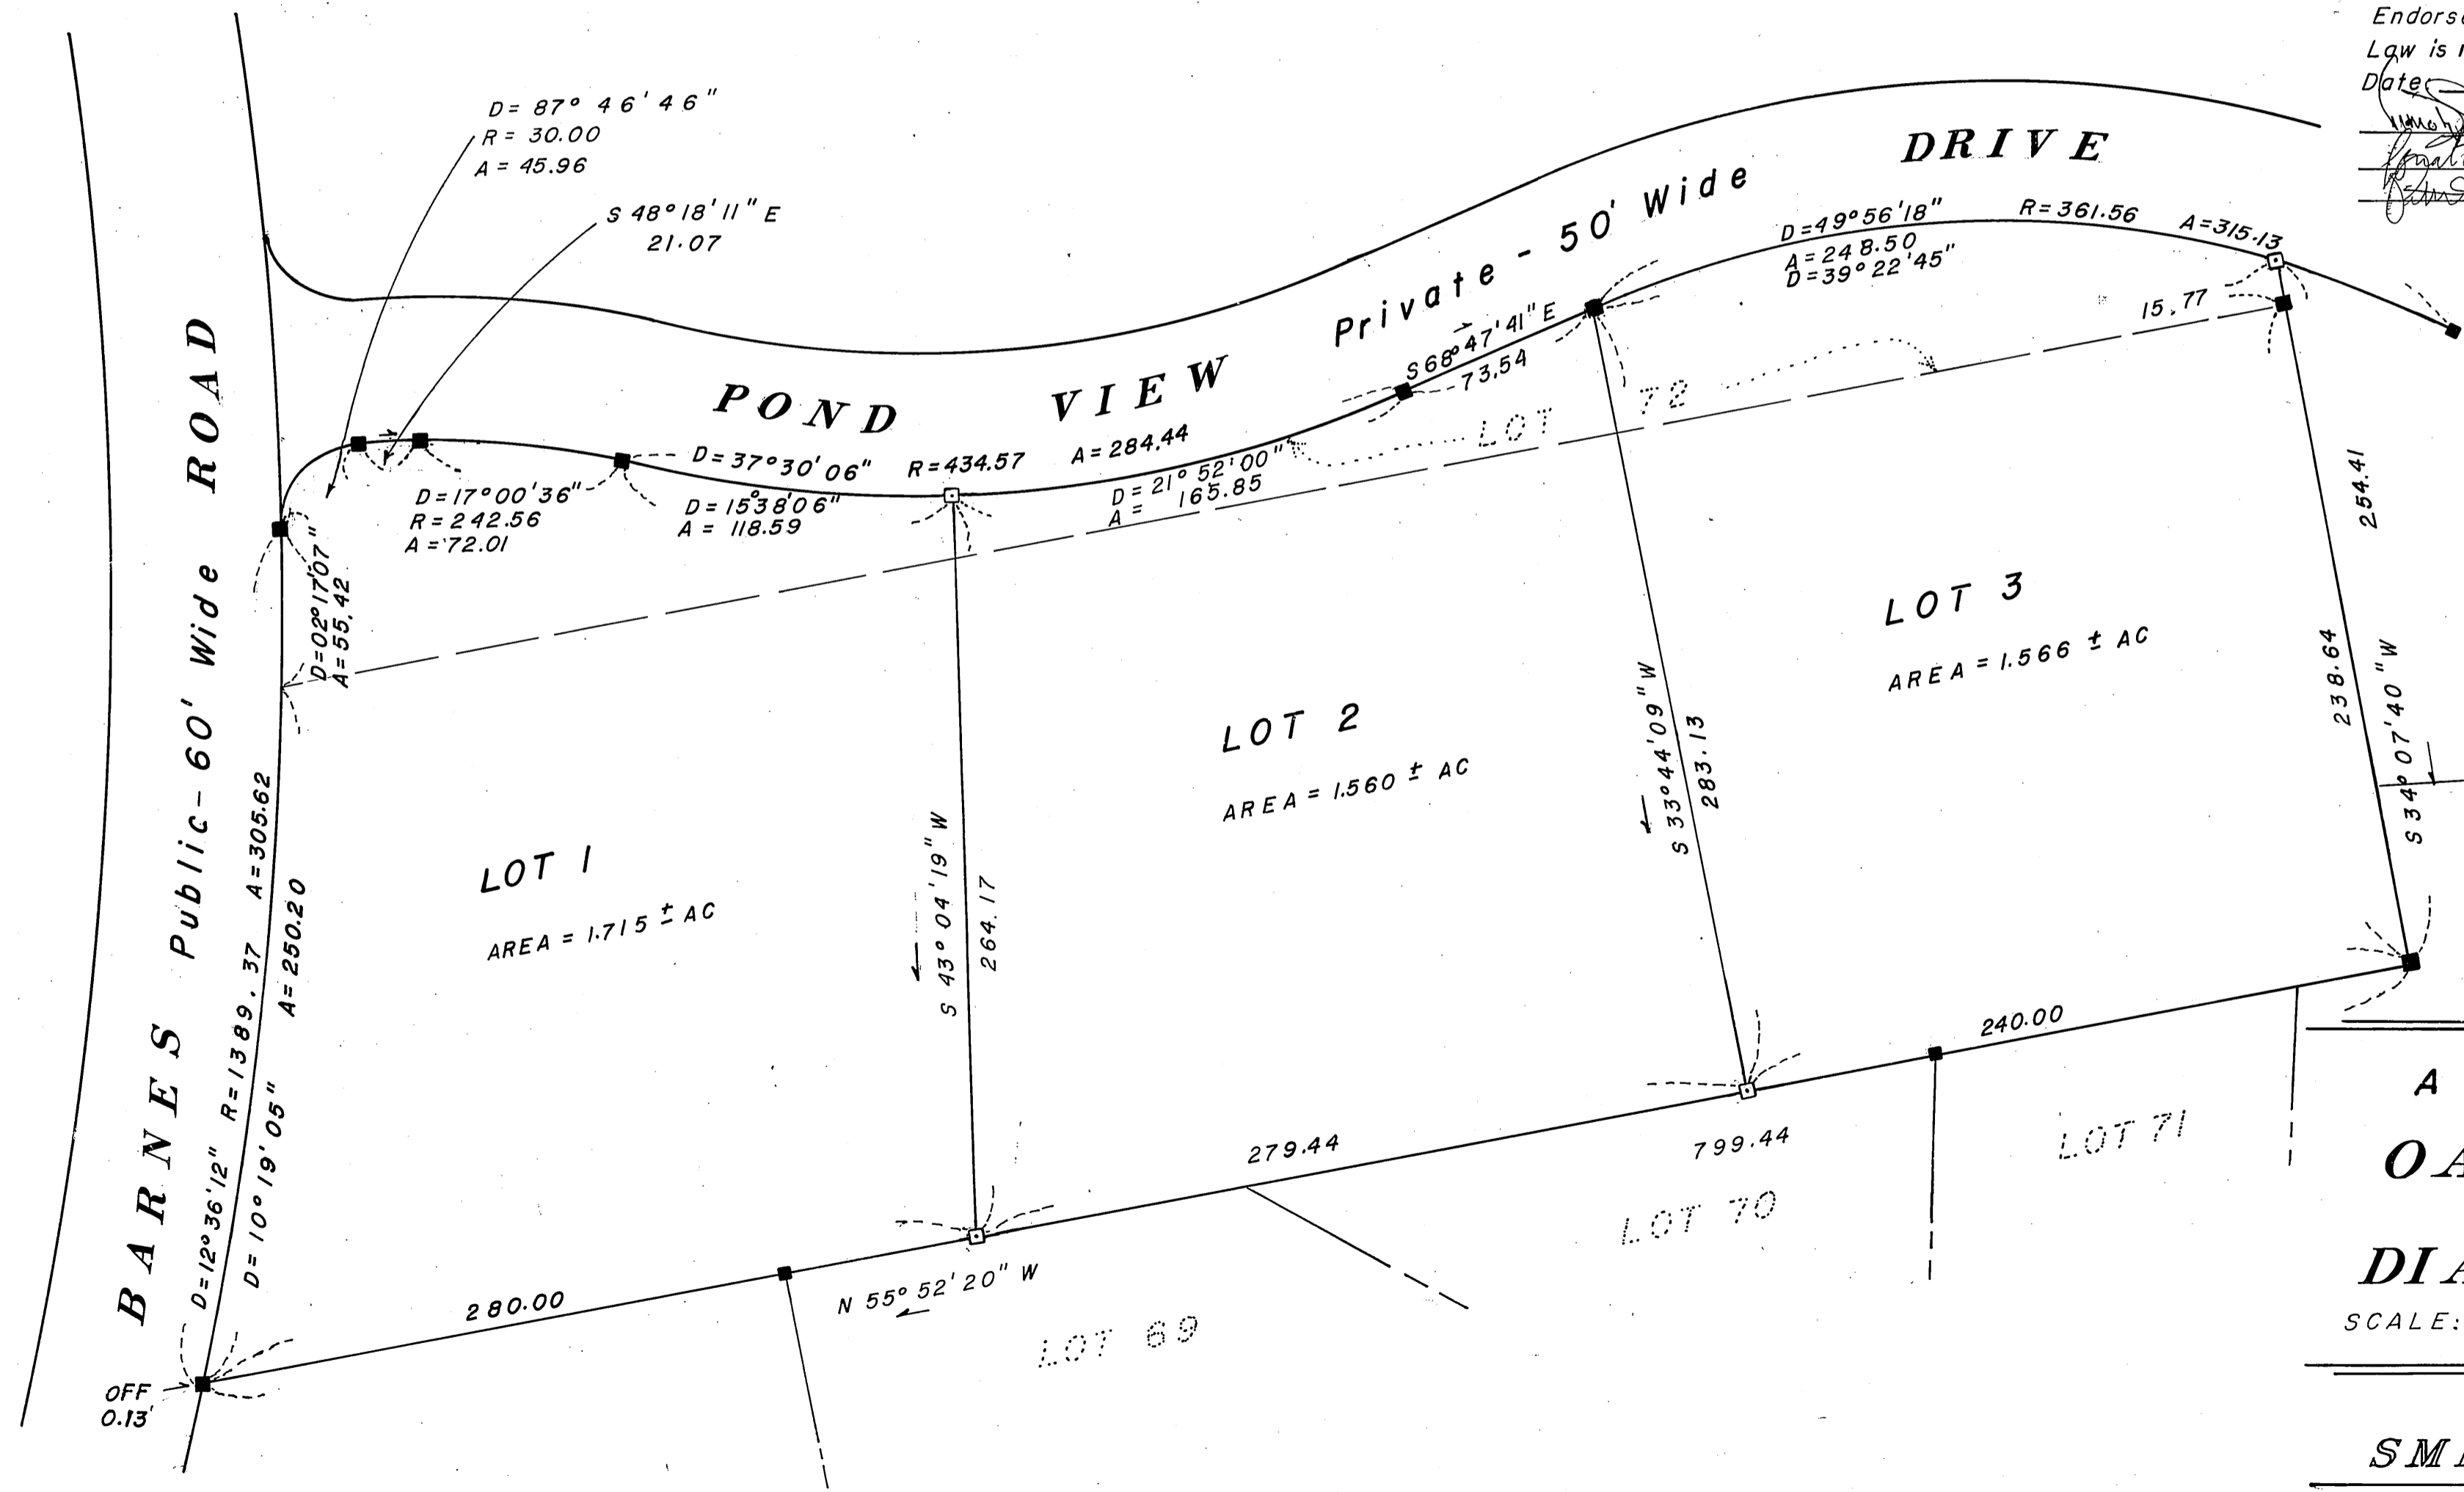 Endors
Law is
Date
D= 87° 46' 46"
R= 30.00
A= 45.96
S 48°18'11" E
21.07
BARNES Public - 60' Wide ROAD
POND VIEW Private - 50' Wide DRIVE
D=49°56'18" R=361.56 A=315.13
A=248.50
D=39°22'45"
15.77
S68°47'41"E
73.54
LOT 72
D=37°30'06" R=434.57 A=284.44
D=21°52'00"
A= 165.85
D=17°00'36"
R=242.56
A=72.01
D=15°38'06"
A= 118.59
D=02°17'07"
A=55.42
254.41
238.64
S 34°07'40"W
LOT 3
AREA = 1.566 ± AC
S 33°44'09"W
283.13
LOT 2
AREA = 1.560 ± AC
S 43°04'19"W
264.17
LOT 1
AREA = 1.715 ± AC
D=12°36'12" R=1389.37 A=305.62
D=10°19'05" A=250.20
240.00
279.44
799.44
280.00
N 55°52'20" W
LOT 71
LOT 70
LOT 69
OFF
0.13'
A
OA
DIA
SCALE:
SM